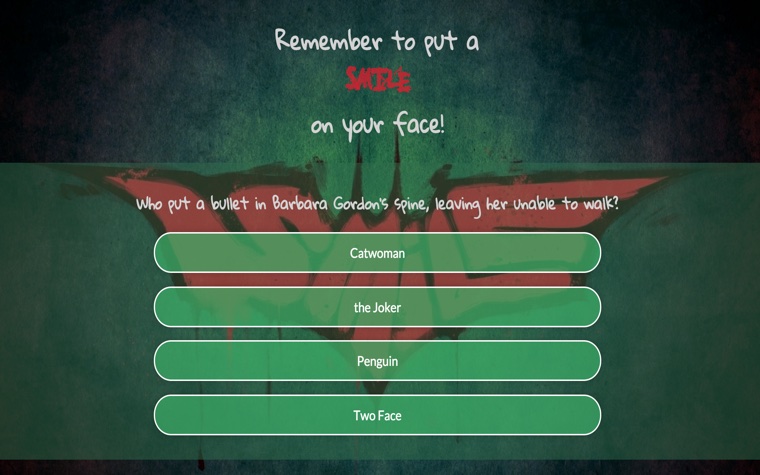 Remember to put a
SMILE
on your face!
Who put a bullet in Barbara Gordon's spine, leaving her unable to walk?
Catwoman
the Joker
Penguin
Two Face